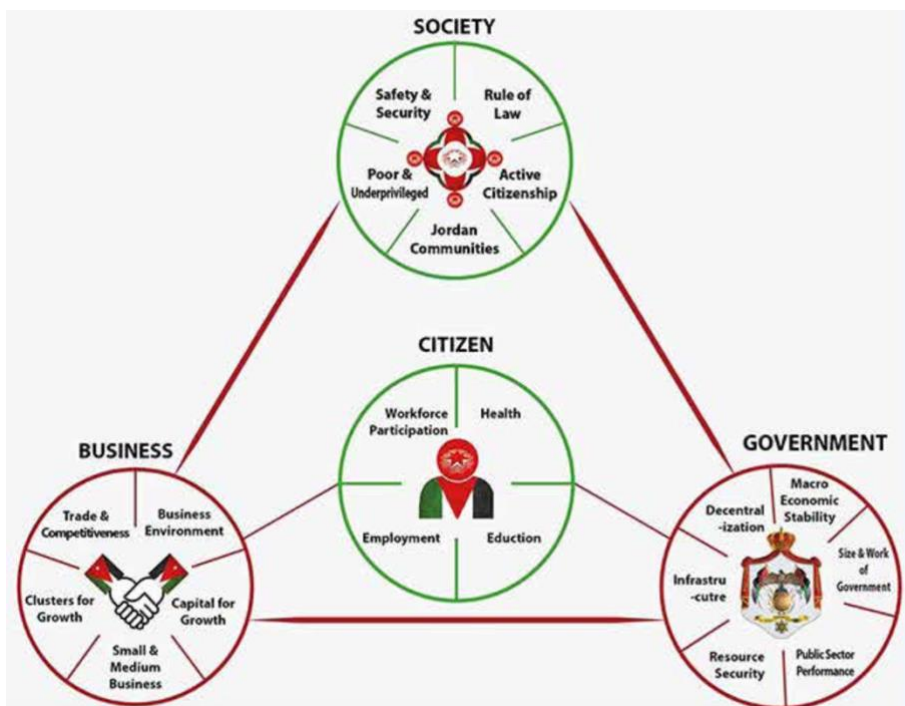 SOCIETY
Safety &
Security
Rule of
Law
Poor &
Underprivileged
Active
Citizenship
Jordan
Communities
CITIZEN
Workforce
Participation
Health
Employment
Eduction
BUSINESS
Trade &
Competitiveness
Business
Environment
Clusters for
Growth
Capital for
Growth
Small &
Medium
Business
GOVERNMENT
Macro
Economic
Stability
Decentral
-ization
Size & Work
of
Government
Infrastru
-cutre
Resource
Security
Public Sector
Performance